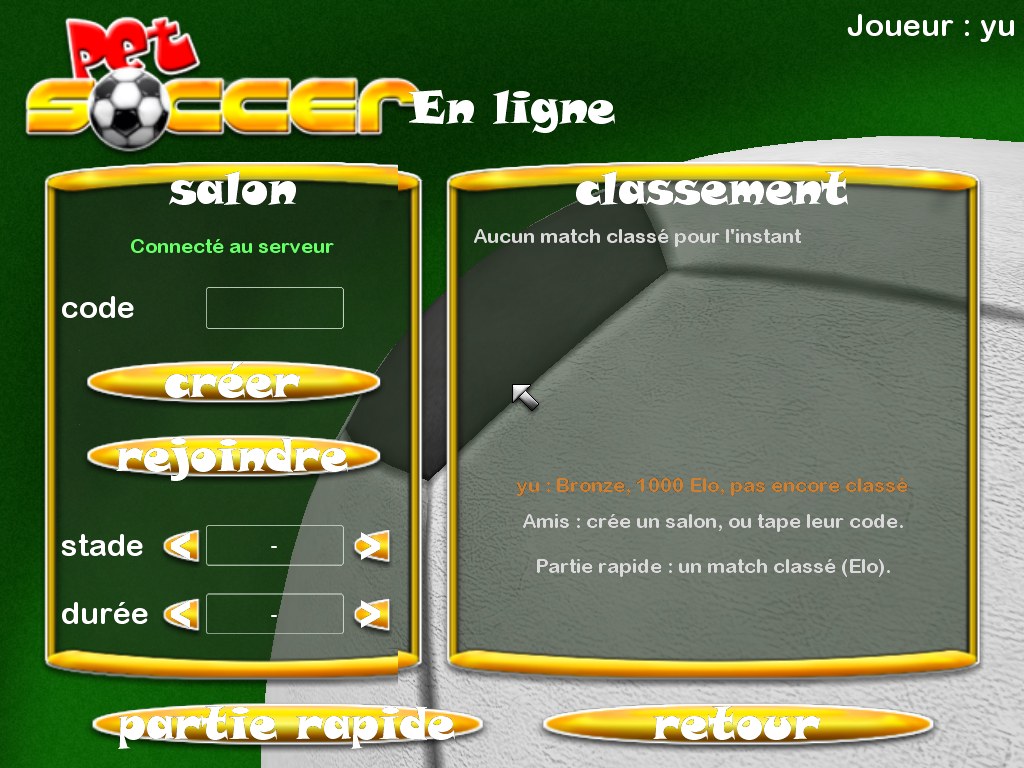 Joueur : yu
Pet
SOCCER
En ligne
salon
Connecté au serveur
code
créer
rejoindre
stade
-
durée
-
classement
Aucun match classé pour l'instant
yu : Bronze, 1000 Elo, pas encore classé
Amis : crée un salon, ou tape leur code.
Partie rapide : un match classé (Elo).
partie rapide
retour